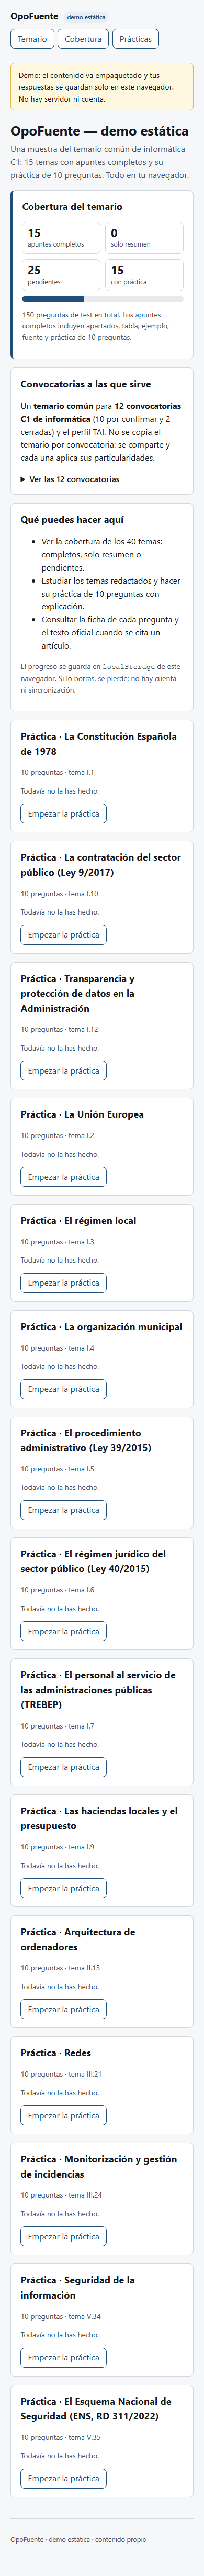 OpoFuente demo estática
Temario Cobertura Prácticas
Demo: el contenido va empaquetado y tus
respuestas se guardan solo en este navegador.
No hay servidor ni cuenta.
OpoFuente — demo estática
Una muestra del temario común de informática
C1: 15 temas con apuntes completos y su
práctica de 10 preguntas. Todo en tu navegador.
Cobertura del temario
15 0
apuntes completos solo resumen
25 15
pendientes con práctica
150 preguntas de test en total. Los apuntes
completos incluyen apartados, tabla, ejemplo,
fuente y práctica de 10 preguntas.
Convocatorias a las que sirve
Un temario común para 12 convocatorias
C1 de informática (10 por confirmar y 2
cerradas) y el perfil TAI. No se copia el
temario por convocatoria: se comparte y
cada una aplica sus particularidades.
▶ Ver las 12 convocatorias
Qué puedes hacer aquí
• Ver la cobertura de los 40 temas:
completos, solo resumen o
pendientes.
• Estudiar los temas redactados y hacer
su práctica de 10 preguntas con
explicación.
• Consultar la ficha de cada pregunta y
el texto oficial cuando se cita un
artículo.
El progreso se guarda en localStorage de este
navegador. Si lo borras, se pierde: no hay cuenta
ni sincronización.
Práctica · La Constitución Española
de 1978
10 preguntas · tema I.1
Todavía no la has hecho.
Empezar la práctica
Práctica · La contratación del sector
público (Ley 9/2017)
10 preguntas · tema I.10
Todavía no la has hecho.
Empezar la práctica
Práctica · Transparencia y
protección de datos en la
Administración
10 preguntas · tema I.12
Todavía no la has hecho.
Empezar la práctica
Práctica · La Unión Europea
10 preguntas · tema I.2
Todavía no la has hecho.
Empezar la práctica
Práctica · El régimen local
10 preguntas · tema I.3
Todavía no la has hecho.
Empezar la práctica
Práctica · La organización municipal
10 preguntas · tema I.4
Todavía no la has hecho.
Empezar la práctica
Práctica · El procedimiento
administrativo (Ley 39/2015)
10 preguntas · tema I.5
Todavía no la has hecho.
Empezar la práctica
Práctica · El régimen jurídico del
sector público (Ley 40/2015)
10 preguntas · tema I.6
Todavía no la has hecho.
Empezar la práctica
Práctica · El personal al servicio de
las administraciones públicas
(TREBEP)
10 preguntas · tema I.7
Todavía no la has hecho.
Empezar la práctica
Práctica · Las haciendas locales y el
presupuesto
10 preguntas · tema I.9
Todavía no la has hecho.
Empezar la práctica
Práctica · Arquitectura de
ordenadores
10 preguntas · tema II.13
Todavía no la has hecho.
Empezar la práctica
Práctica · Redes
10 preguntas · tema III.21
Todavía no la has hecho.
Empezar la práctica
Práctica · Monitorización y gestión
de incidencias
10 preguntas · tema III.24
Todavía no la has hecho.
Empezar la práctica
Práctica · Seguridad de la
información
10 preguntas · tema V.34
Todavía no la has hecho.
Empezar la práctica
Práctica · El Esquema Nacional de
Seguridad (ENS, RD 311/2022)
10 preguntas · tema V.35
Todavía no la has hecho.
Empezar la práctica
OpoFuente · demo estática · contenido propio